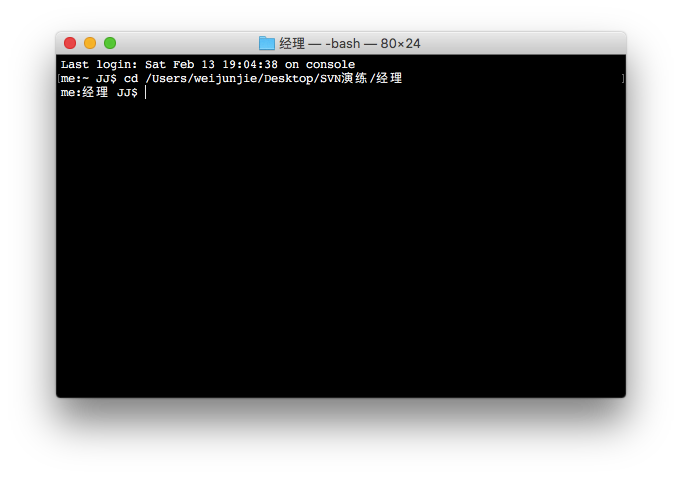 经理 — -bash — 80×24
Last login: Sat Feb 13 19:04:38 on console
[me:~ JJ$ cd /Users/weijunjie/Desktop/SVN演练/经理 ]
me:经理 JJ$